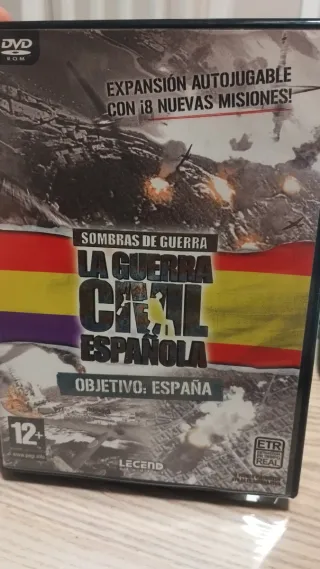 DVD
ROM
EXPANSIÓN AUTOJUGABLE
CON ¡8 NUEVAS MISIONES!
SOMBRAS DE GUERRA
LA GUERRA
CIVIL
ESPAÑOLA
OBJETIVO: ESPAÑA
12+
LEGEND
ETR
REAL